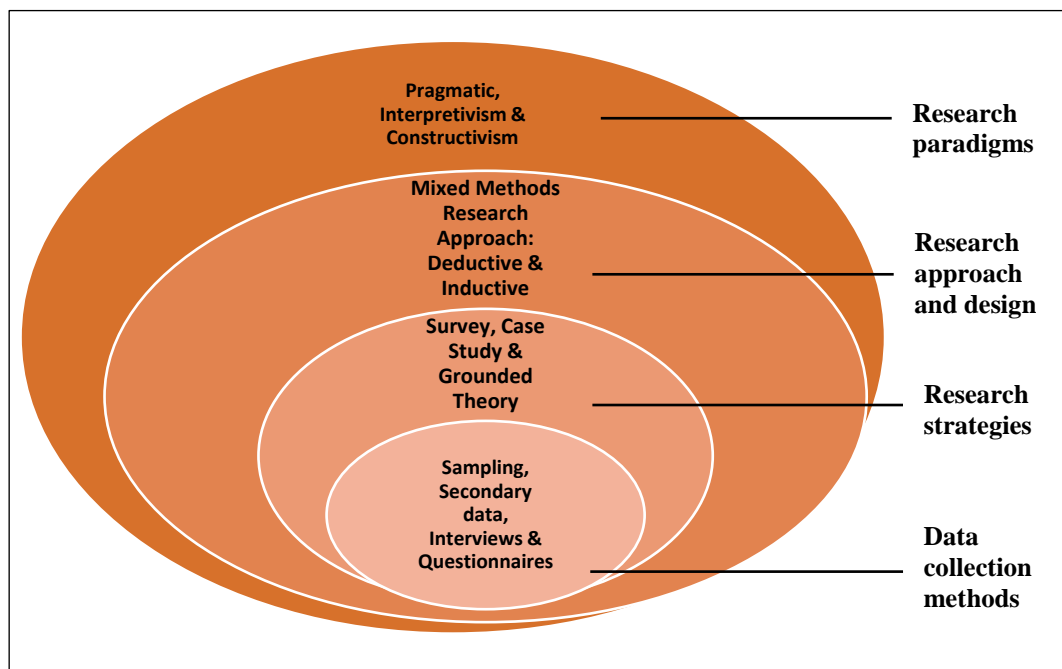 Pragmatic,
Interpretivism &
Constructivism
Research
paradigms
Mixed Methods
Research
Approach:
Deductive &
Inductive
Research
approach
and design
Survey, Case
Study &
Grounded
Theory
Research
strategies
Sampling,
Secondary
data,
Interviews &
Questionnaires
Data
collection
methods